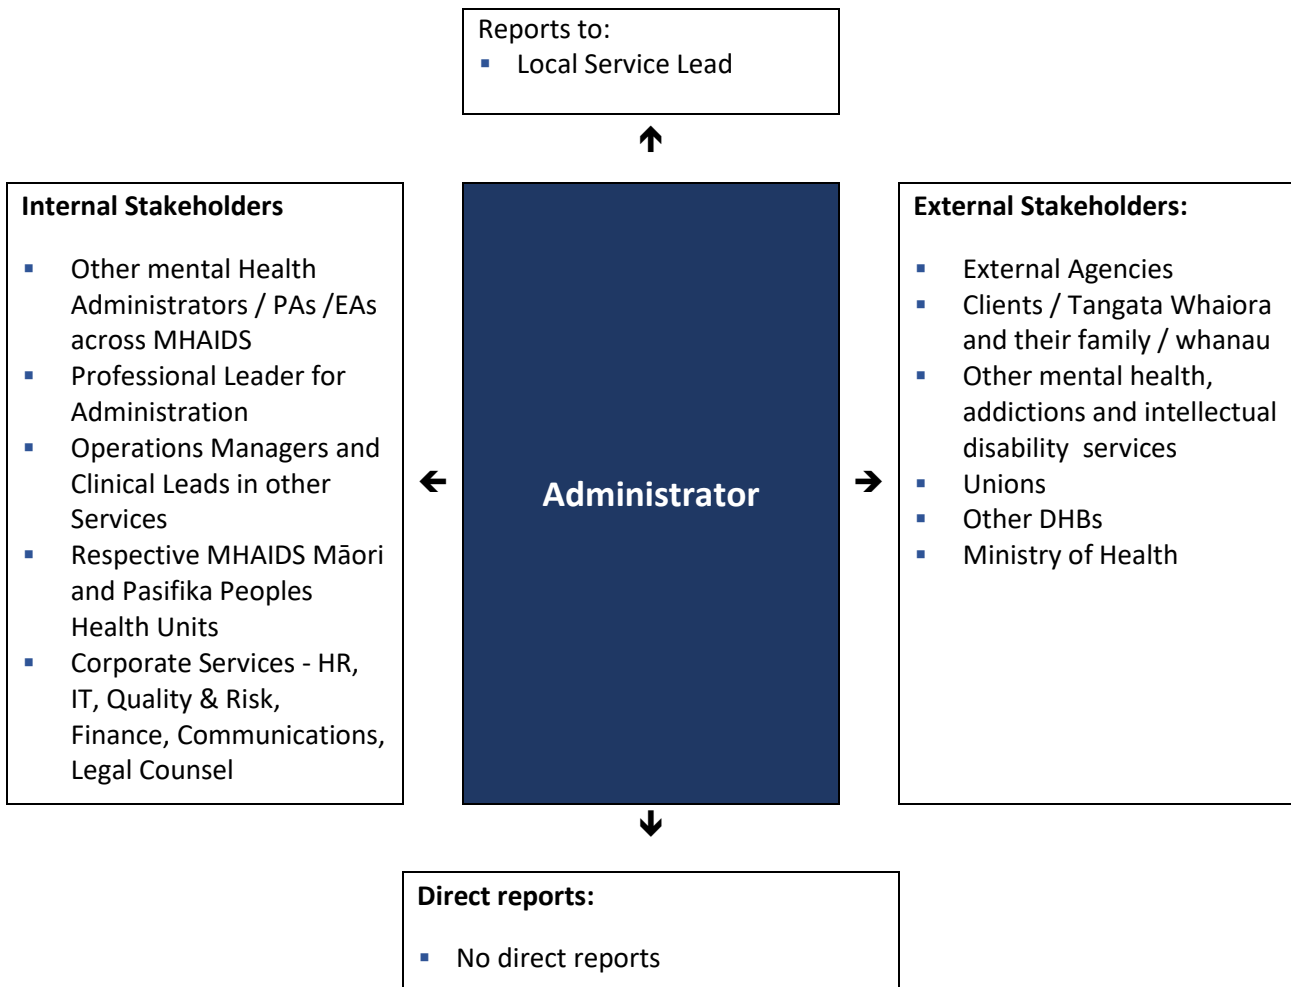 Reports to:
▪ Local Service Lead
Internal Stakeholders
▪ Other mental Health
Administrators / PAs /EAs
across MHAIDS
▪ Professional Leader for
Administration
▪ Operations Managers and
Clinical Leads in other
Services
▪ Respective MHAIDS Māori
and Pasifika Peoples
Health Units
▪ Corporate Services - HR,
IT, Quality & Risk,
Finance, Communications,
Legal Counsel
Administrator
External Stakeholders:
▪ External Agencies
▪ Clients / Tangata Whaiora
and their family / whanau
▪ Other mental health,
addictions and intellectual
disability services
▪ Unions
▪ Other DHBs
▪ Ministry of Health
Direct reports:
▪ No direct reports